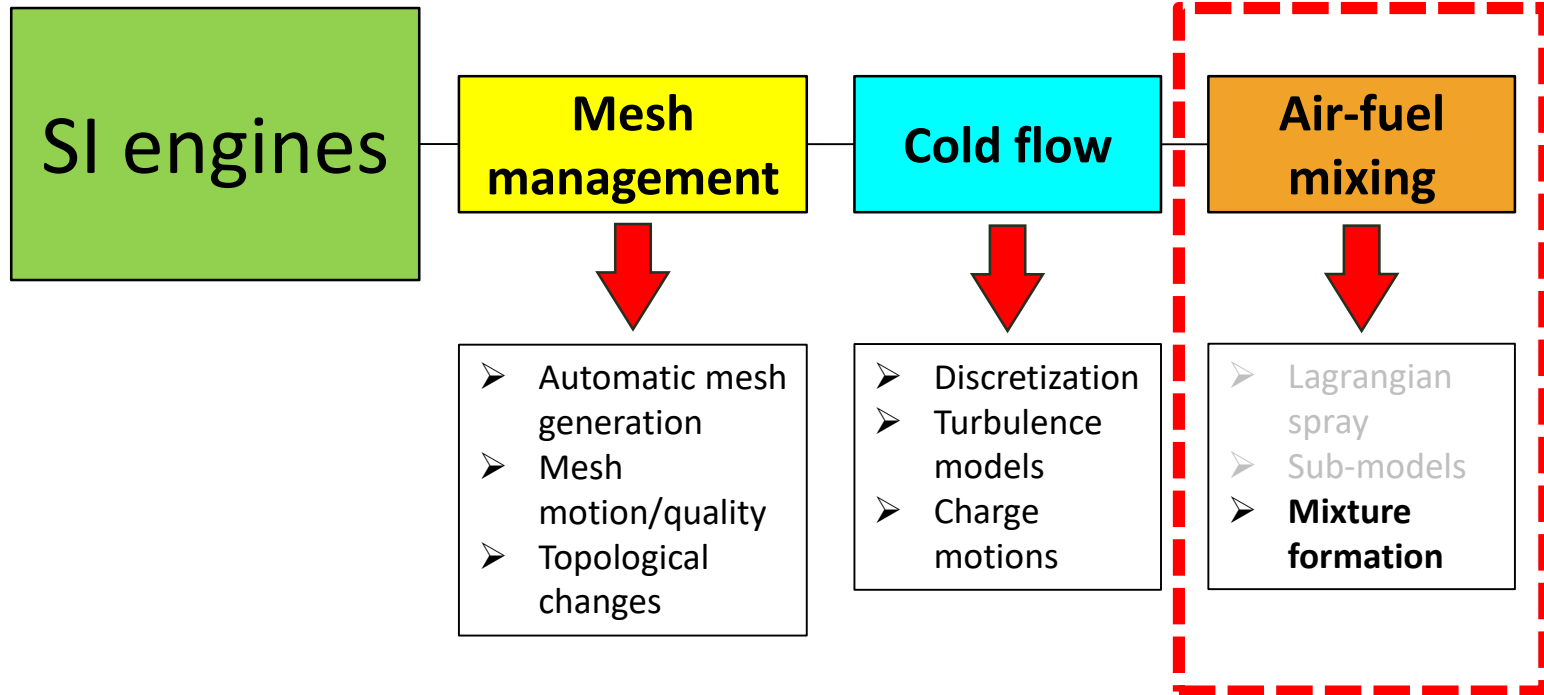 SI engines
Mesh
management
Cold flow
Air-fuel
mixing
➢ Automatic mesh
generation
➢ Mesh
motion/quality
➢ Topological
changes
➢ Discretization
➢ Turbulence
models
➢ Charge
motions
➢ Lagrangian
spray
➢ Sub-models
➢ Mixture
formation